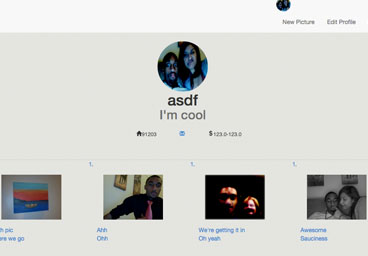 New Picture Edit Profile
asdf
I'm cool
91203 $ 123.0-123.0
1. 1. 1.
h pic Ahh We're getting it in Awesome
ere we go Ohh Oh yeah Sauciness